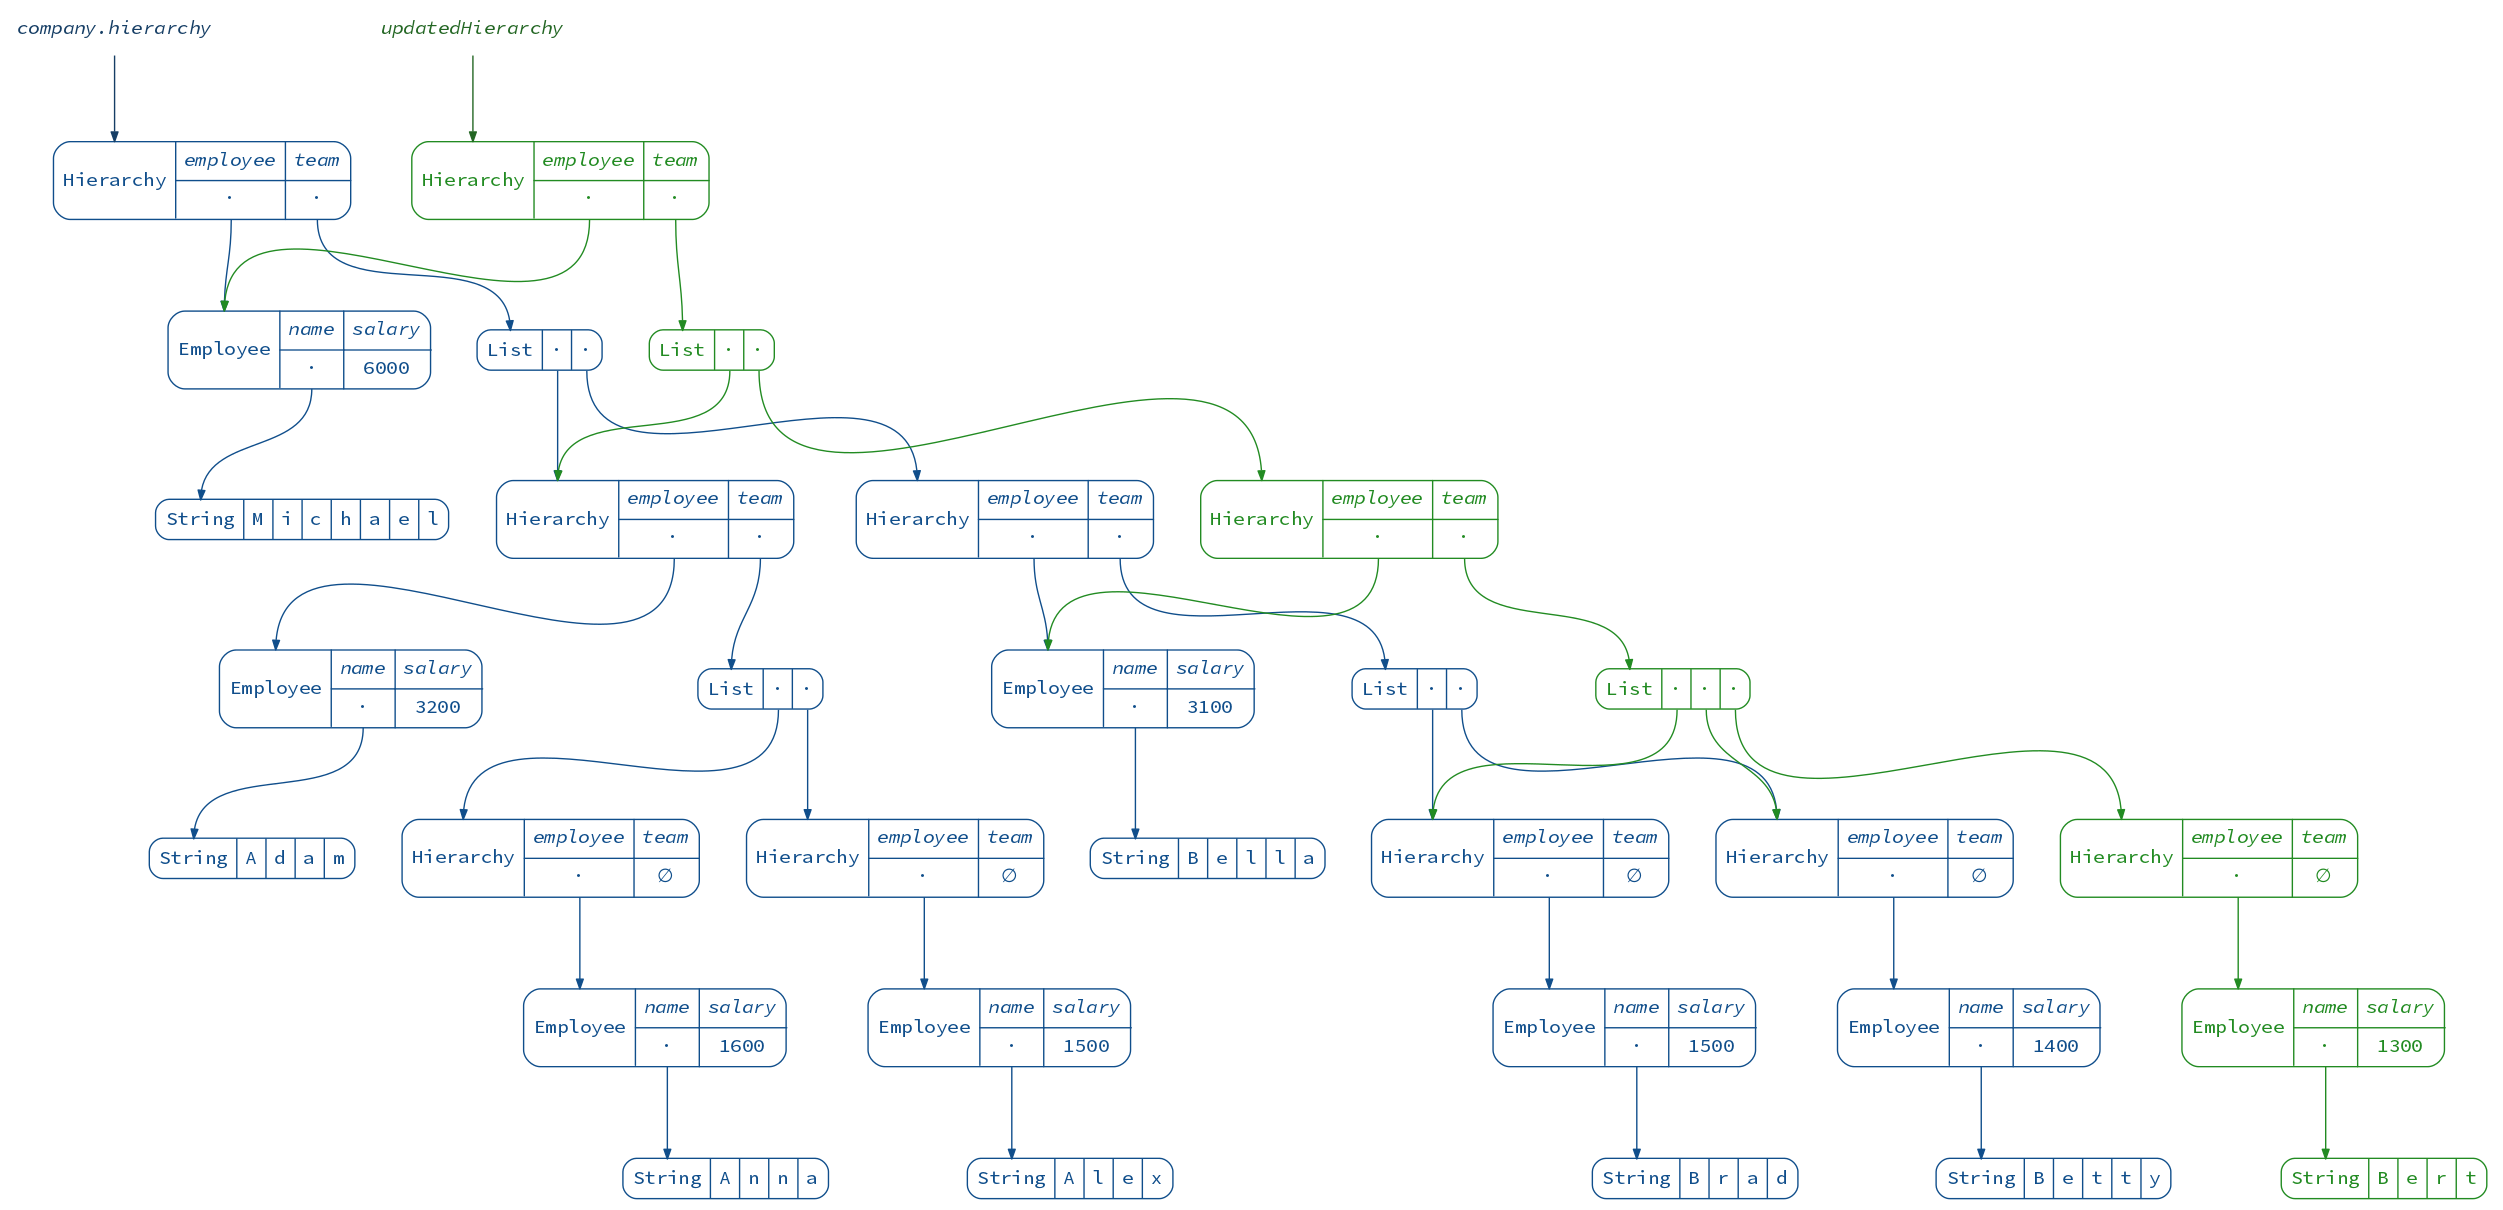 company.hierarchy updatedHierarchy
Hierarchy employee team · ·
Hierarchy employee team · ·
Employee name salary · 6000
List · ·
List · ·
String M i c h a e l
Hierarchy employee team · ·
Hierarchy employee team · ·
Hierarchy employee team · ·
Employee name salary · 3200
List · ·
Employee name salary · 3100
List · ·
List · · ·
String A d a m
Hierarchy employee team · ∅
Hierarchy employee team · ∅
String B e l l a
Hierarchy employee team · ∅
Hierarchy employee team · ∅
Hierarchy employee team · ∅
Employee name salary · 1600
Employee name salary · 1500
Employee name salary · 1500
Employee name salary · 1400
Employee name salary · 1300
String A n n a
String A l e x
String B r a d
String B e t t y
String B e r t